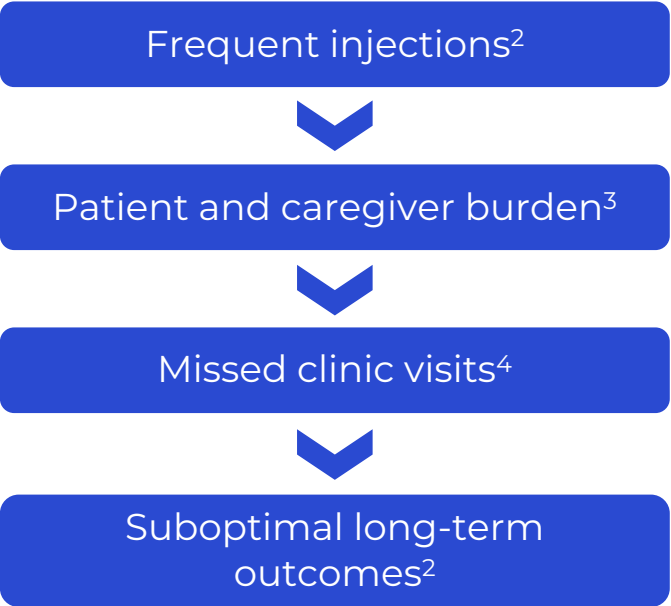 Frequent injections²
Patient and caregiver burden³
Missed clinic visits⁴
Suboptimal long-term
outcomes²